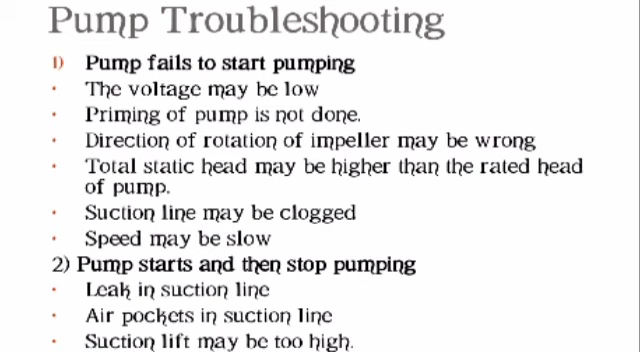 Pump Troubleshooting
1) Pump fails to start pumping
• The voltage may be low
• Priming of pump is not done.
• Direction of rotation of impeller may be wrong
• Total static head may be higher than the rated head
of pump.
• Suction line may be clogged
• Speed may be slow
2) Pump starts and then stop pumping
• Leak in suction line
• Air pockets in suction line
• Suction lift may be too high.